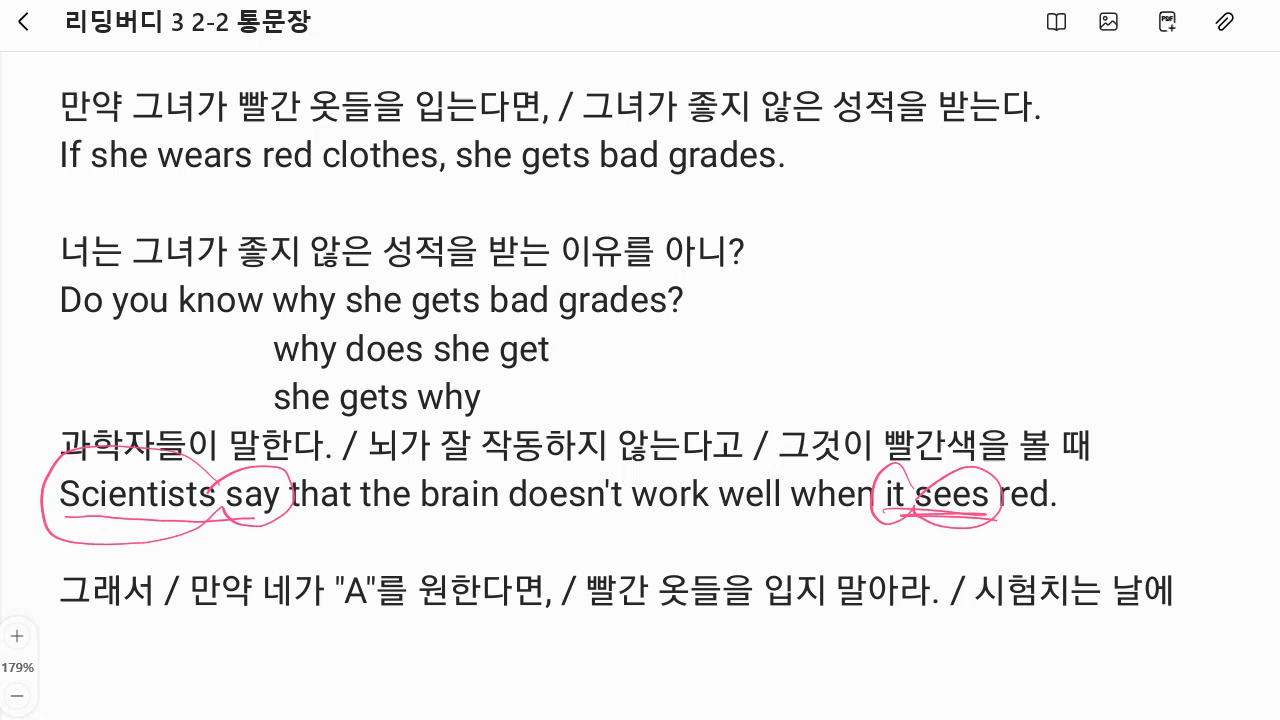 리딩버디 3 2-2 통문장
만약 그녀가 빨간 옷들을 입는다면, / 그녀가 좋지 않은 성적을 받는다.
If she wears red clothes, she gets bad grades.
너는 그녀가 좋지 않은 성적을 받는 이유를 아니?
Do you know why she gets bad grades?
why does she get
she gets why
과학자들이 말한다. / 뇌가 잘 작동하지 않는다고 / 그것이 빨간색을 볼 때
Scientists say that the brain doesn't work well when it sees red.
그래서 / 만약 네가 "A"를 원한다면, / 빨간 옷들을 입지 말아라. / 시험치는 날에
179%